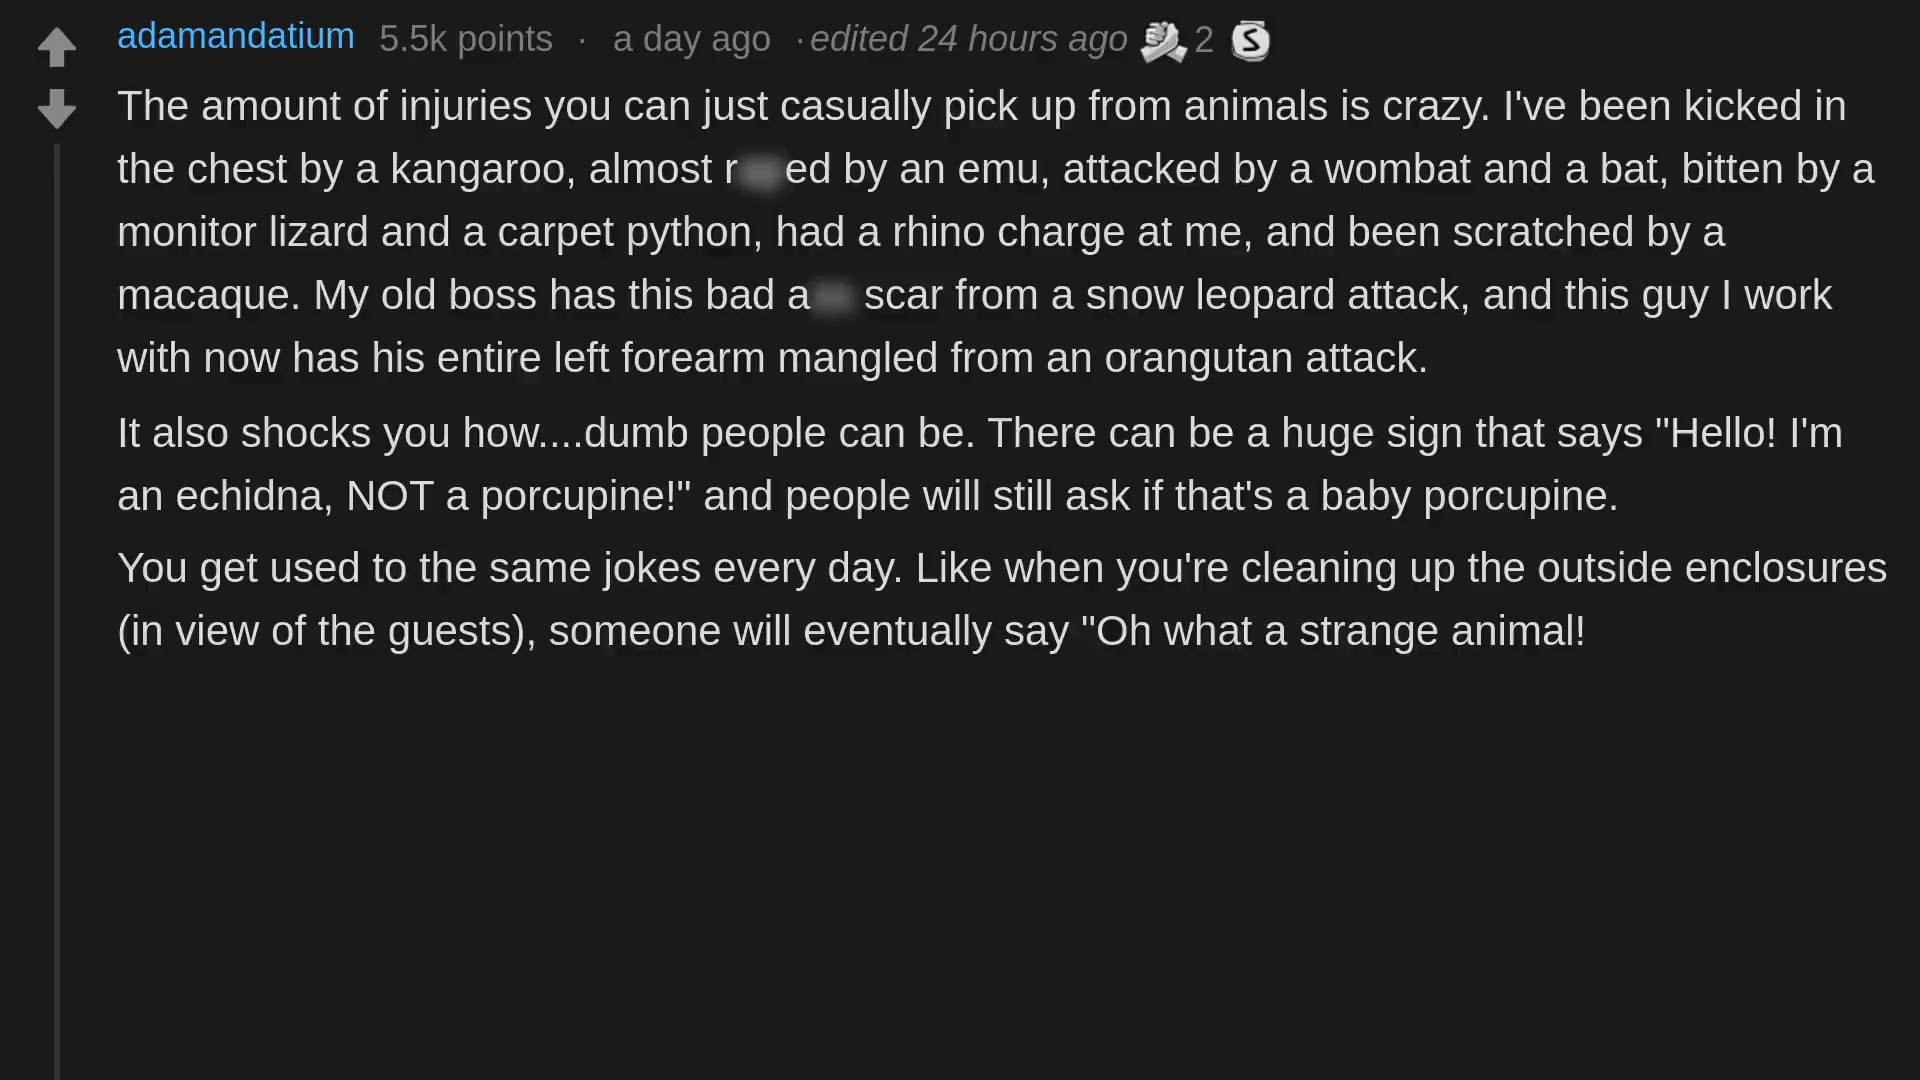 adamandatium 5.5k points · a day ago · edited 24 hours ago 2 S
The amount of injuries you can just casually pick up from animals is crazy. I've been kicked in
the chest by a kangaroo, almost r ed by an emu, attacked by a wombat and a bat, bitten by a
monitor lizard and a carpet python, had a rhino charge at me, and been scratched by a
macaque. My old boss has this bad a scar from a snow leopard attack, and this guy I work
with now has his entire left forearm mangled from an orangutan attack.
It also shocks you how....dumb people can be. There can be a huge sign that says "Hello! I'm
an echidna, NOT a porcupine!" and people will still ask if that's a baby porcupine.
You get used to the same jokes every day. Like when you're cleaning up the outside enclosures
(in view of the guests), someone will eventually say "Oh what a strange animal!